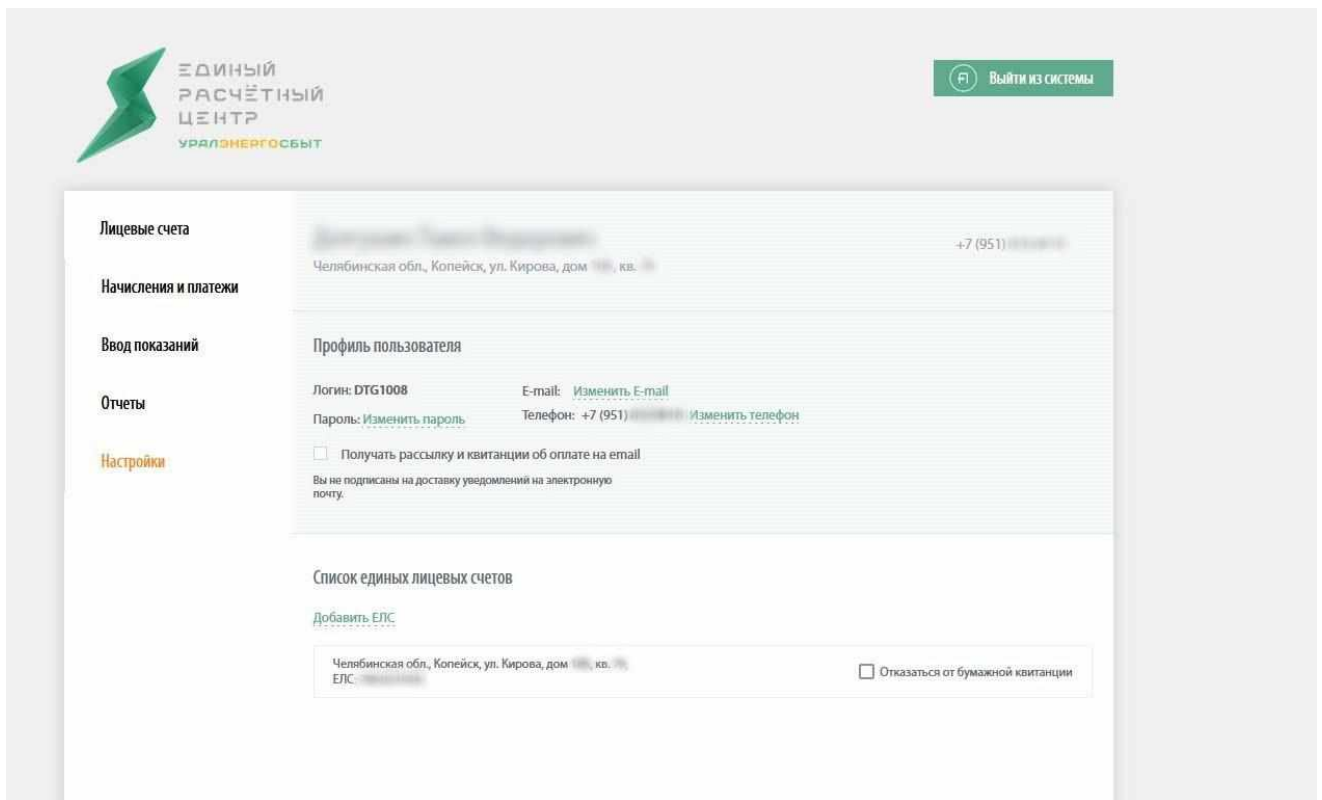 ЕДИНЫЙ
РАСЧЁТНЫЙ
ЦЕНТР
УРАЛЭНЕРГОСБЫТ
Выйти из системы
Лицевые счета
Начисления и платежи
Ввод показаний
Отчеты
Настройки
+7 (951)
Челябинская обл., Копейск, ул. Кирова, дом , кв.
Профиль пользователя
Логин: DTG1008
E-mail: Изменить E-mail
Пароль: Изменить пароль
Телефон: +7 (951) Изменить телефон
Получать рассылку и квитанции об оплате на email
Вы не подписаны на доставку уведомлений на электронную
почту.
Список единых лицевых счетов
Добавить ЕЛС
Челябинская обл., Копейск, ул. Кирова, дом , кв.
ЕЛС:
Отказаться от бумажной квитанции